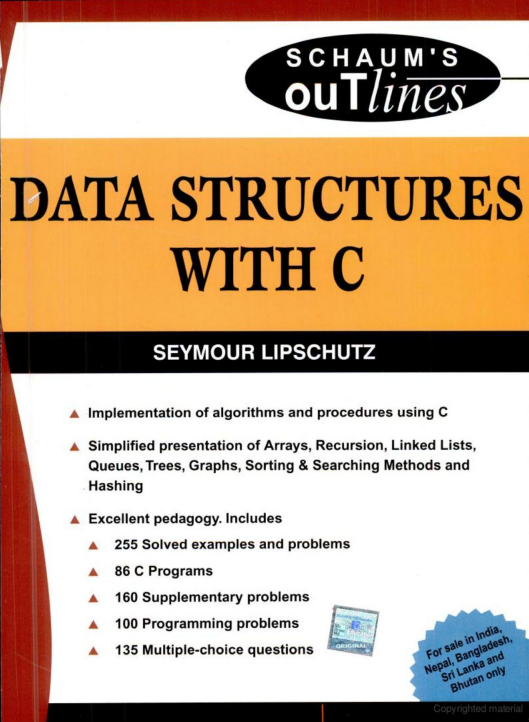 SCHAUM'S
ouTlines
DATA STRUCTURES
WITH C
SEYMOUR LIPSCHUTZ
Implementation of algorithms and procedures using C
Simplified presentation of Arrays, Recursion, Linked Lists,
Queues, Trees, Graphs, Sorting & Searching Methods and
Hashing
Excellent pedagogy. Includes
255 Solved examples and problems
86 C Programs
160 Supplementary problems
100 Programming problems
135 Multiple-choice questions
ORIGINAL
For sale in India,
Nepal, Bangladesh,
Sri Lanka and
Bhutan only
Copyrighted material